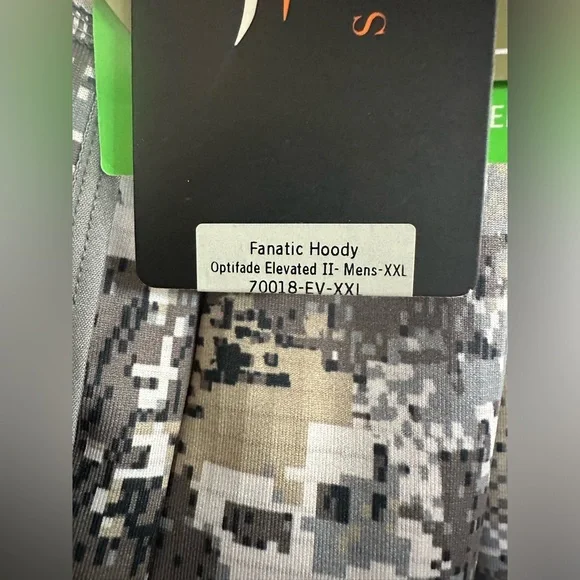 S
Fanatic Hoody
Optifade Elevated II- Mens-XXL
70018-EV-XXL